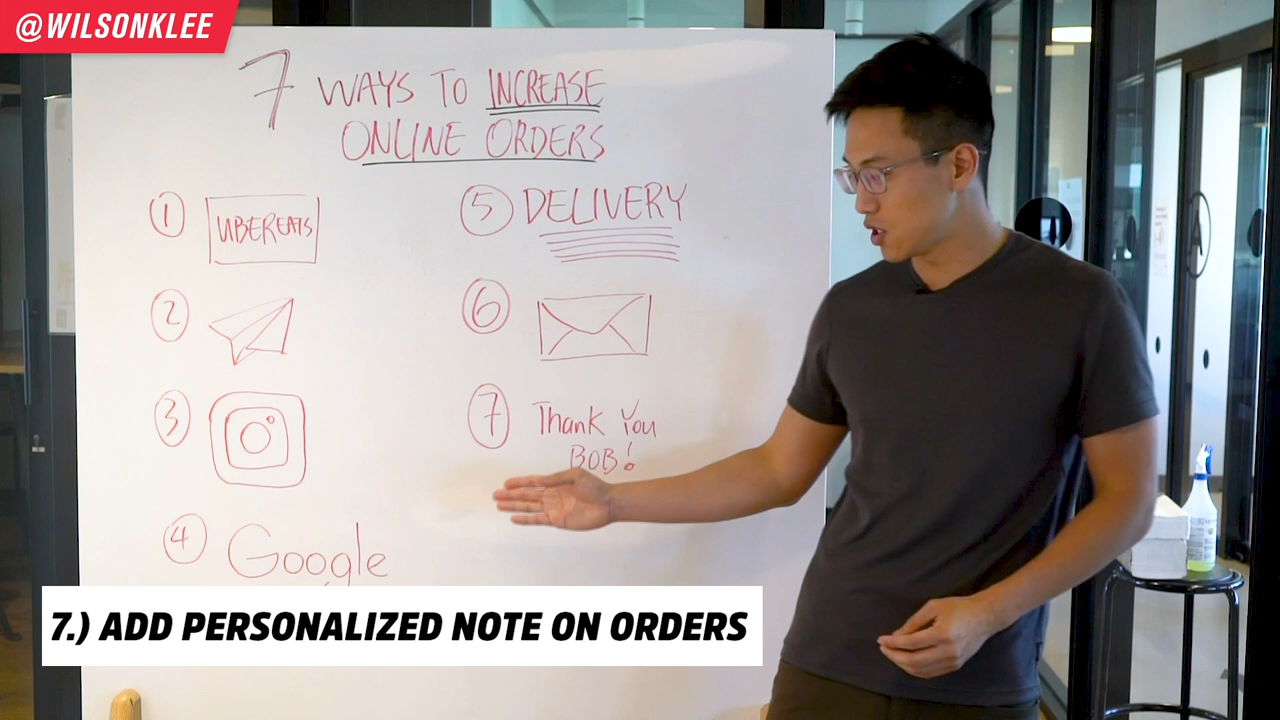 @WILSONKLEE
7 WAYS TO INCREASE
ONLINE ORDERS
1 UBEREATS
2
3
4 Google
5 DELIVERY
6
7 Thank You
BOB!
7.) ADD PERSONALIZED NOTE ON ORDERS